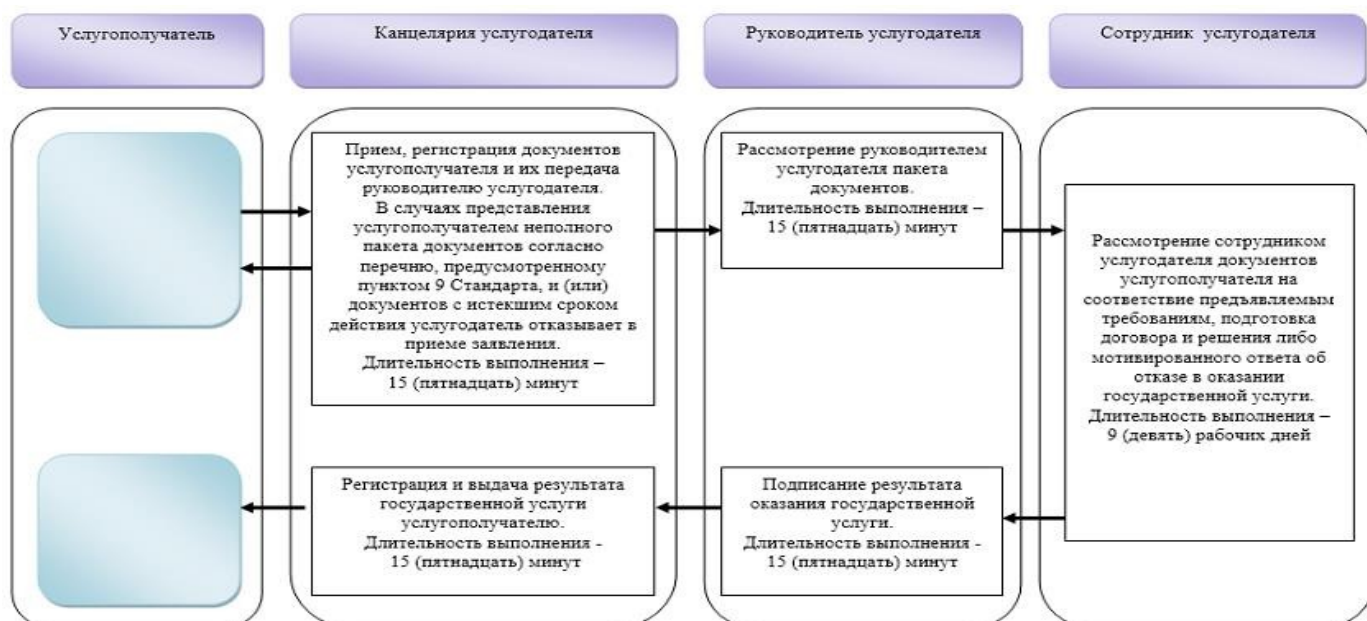 Услугополучатель
Канцелярия услугодателя
Руководитель услугодателя
Сотрудник услугодателя
Прием, регистрация документов
услугополучателя и их передача
руководителю услугодателя.
В случаях представления
услугополучателем неполного
пакета документов согласно
перечню, предусмотренному
пунктом 9 Стандарта, и (или)
документов с истекшим сроком
действия услугодатель отказывает в
приеме заявления.
Длительность выполнения –
15 (пятнадцать) минут
Рассмотрение руководителем
услугодателя пакета
документов.
Длительность выполнения –
15 (пятнадцать) минут
Рассмотрение сотрудником
услугодателя документов
услугополучателя на
соответствие предъявляемым
требованиям, подготовка
договора и решения либо
мотивированного ответа об
отказе в оказании
государственной услуги.
Длительность выполнения –
9 (девять) рабочих дней
Регистрация и выдача результата
государственной услуги
услугополучателю.
Длительность выполнения -
15 (пятнадцать) минут
Подписание результата
оказания государственной
услуги.
Длительность выполнения -
15 (пятнадцать) минут